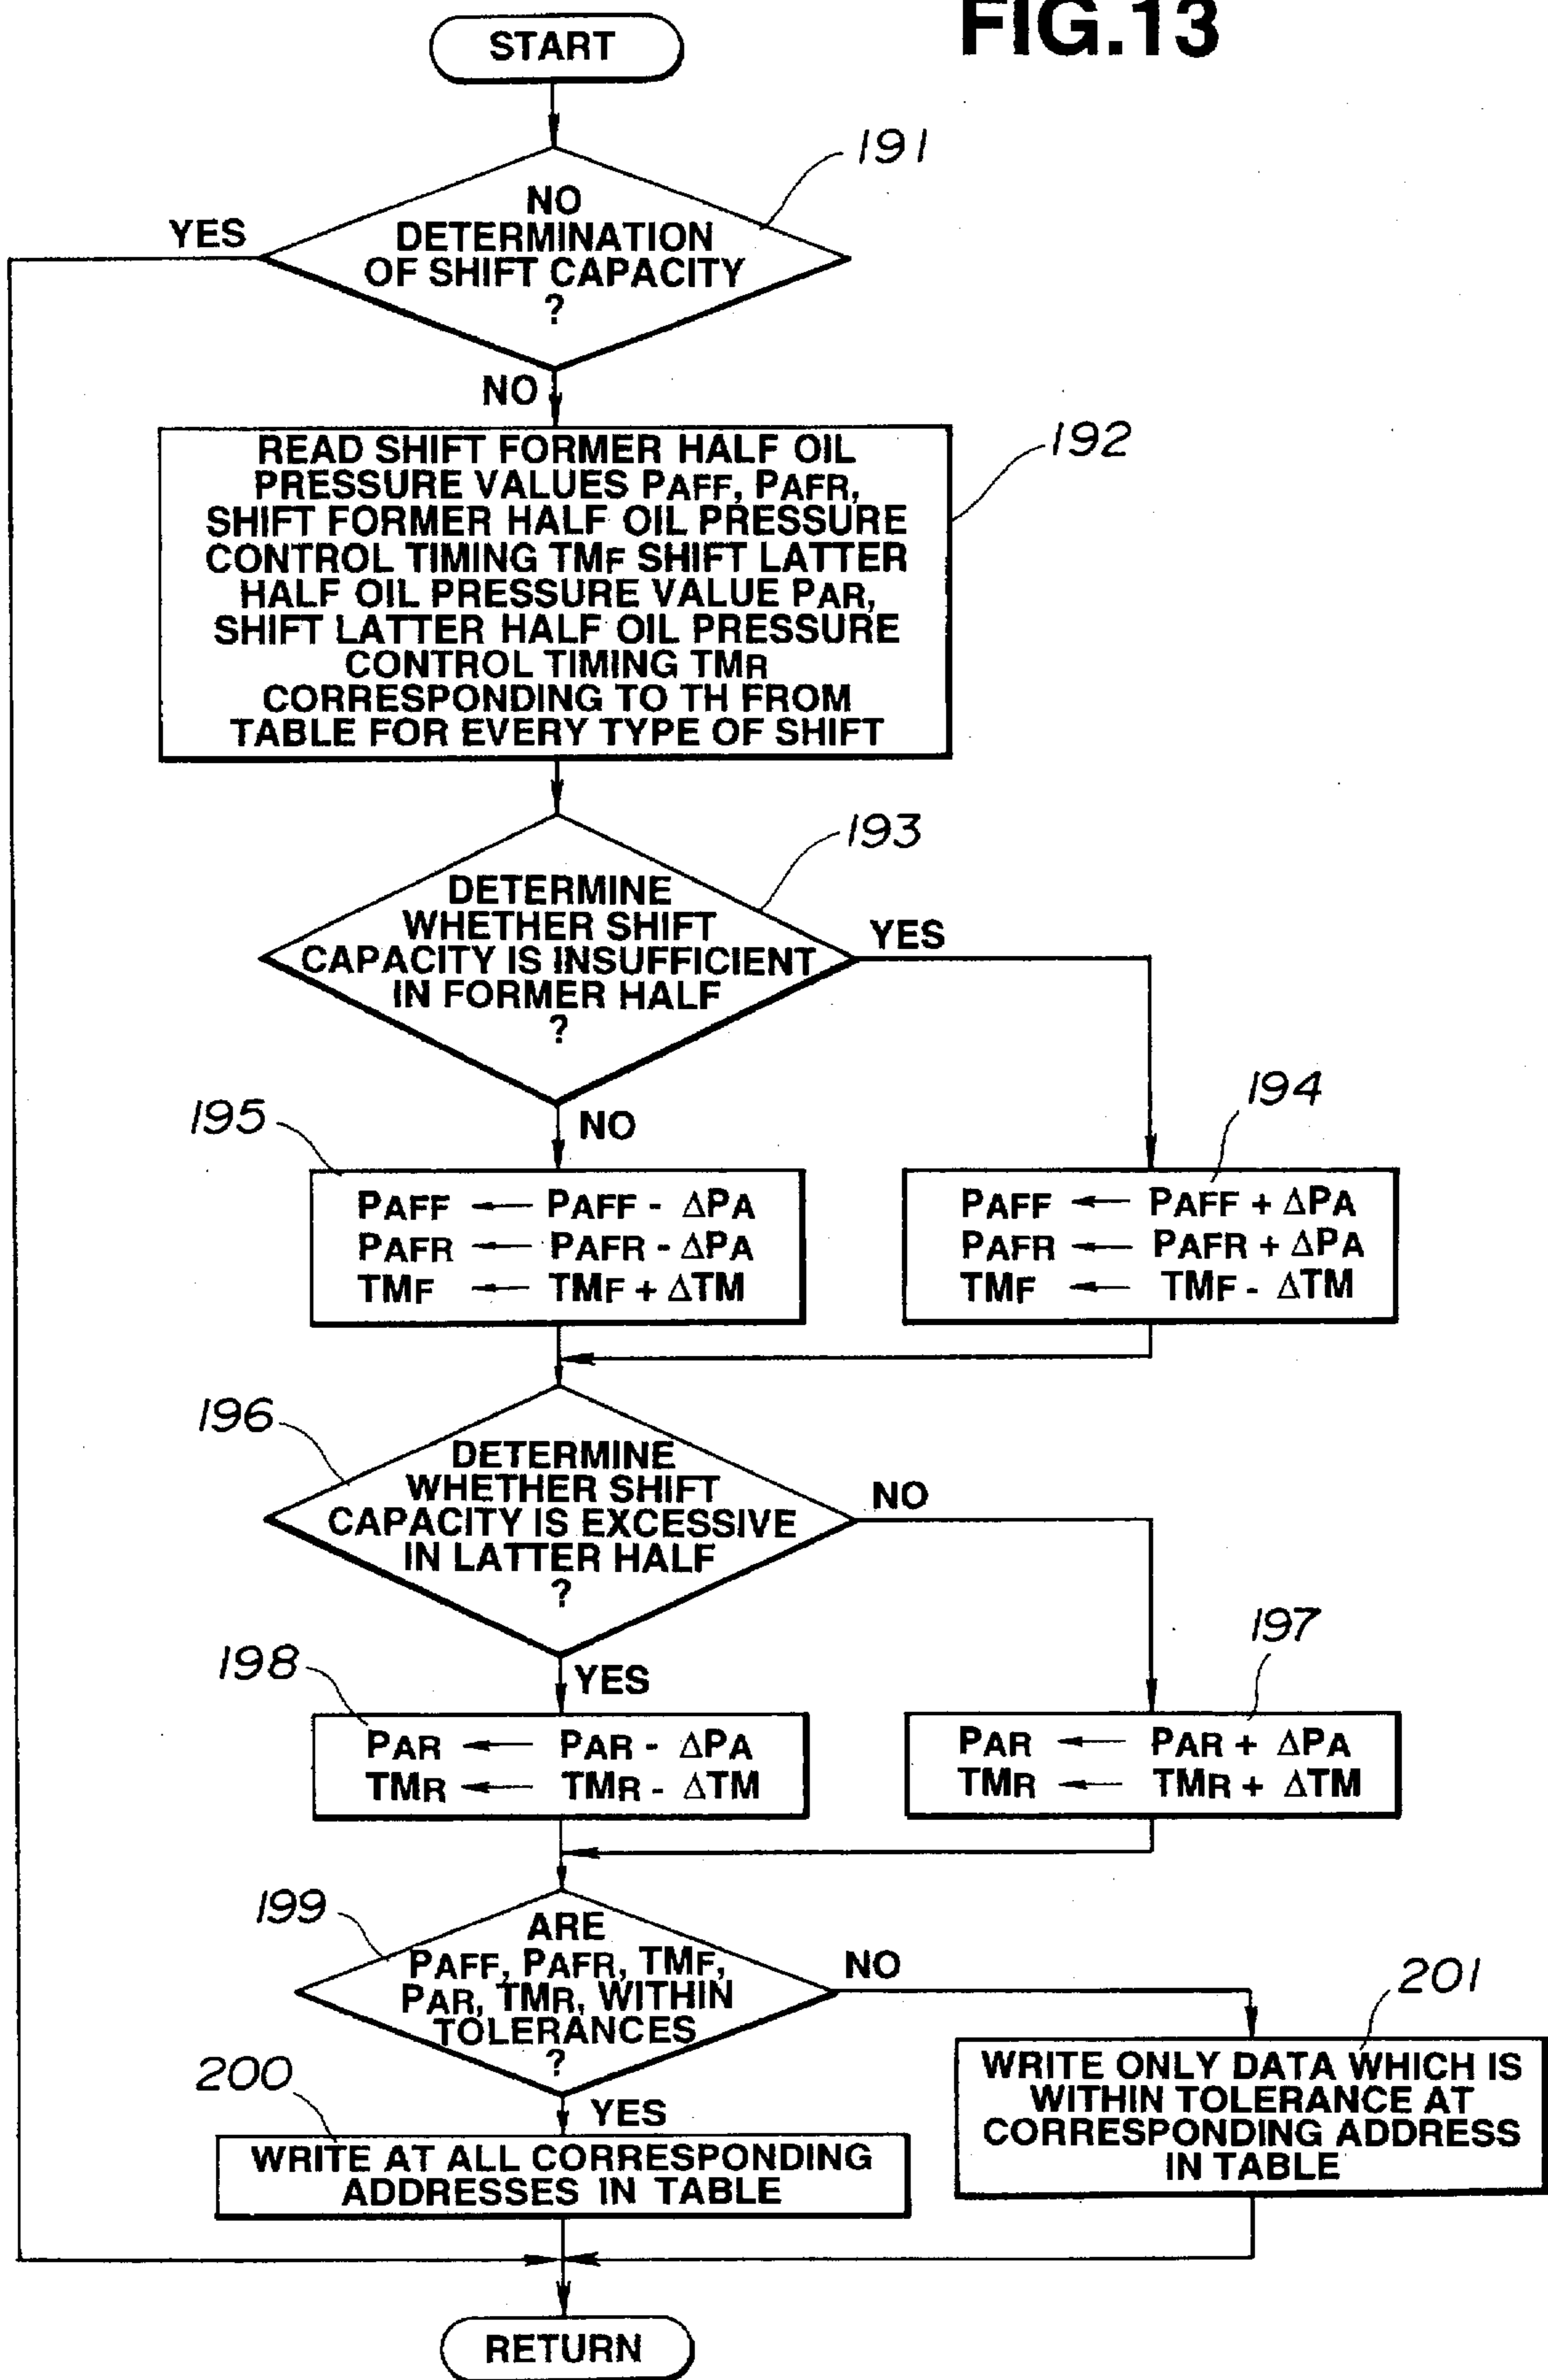 FIG.13
START
191
NO
DETERMINATION
OF SHIFT CAPACITY
?
YES
NO
192
READ SHIFT FORMER HALF OIL
PRESSURE VALUES PAFF, PAFR,
SHIFT FORMER HALF OIL PRESSURE
CONTROL TIMING TMF SHIFT LATTER
HALF OIL PRESSURE VALUE PAR,
SHIFT LATTER HALF OIL PRESSURE
CONTROL TIMING TMR
CORRESPONDING TO TH FROM
TABLE FOR EVERY TYPE OF SHIFT
193
DETERMINE
WHETHER SHIFT
CAPACITY IS INSUFFICIENT
IN FORMER HALF
?
YES
NO
195
PAFF ← PAFF - ΔPA
PAFR ← PAFR - ΔPA
TMF ← TMF + ΔTM
194
PAFF ← PAFF + ΔPA
PAFR ← PAFR + ΔPA
TMF ← TMF - ΔTM
196
DETERMINE
WHETHER SHIFT
CAPACITY IS EXCESSIVE
IN LATTER HALF
?
NO
YES
198
PAR ← PAR - ΔPA
TMR ← TMR - ΔTM
197
PAR ← PAR + ΔPA
TMR ← TMR + ΔTM
199
ARE
PAFF, PAFR, TMF,
PAR, TMR, WITHIN
TOLERANCES
?
NO
YES
200
WRITE AT ALL CORRESPONDING
ADDRESSES IN TABLE
201
WRITE ONLY DATA WHICH IS
WITHIN TOLERANCE AT
CORRESPONDING ADDRESS
IN TABLE
RETURN